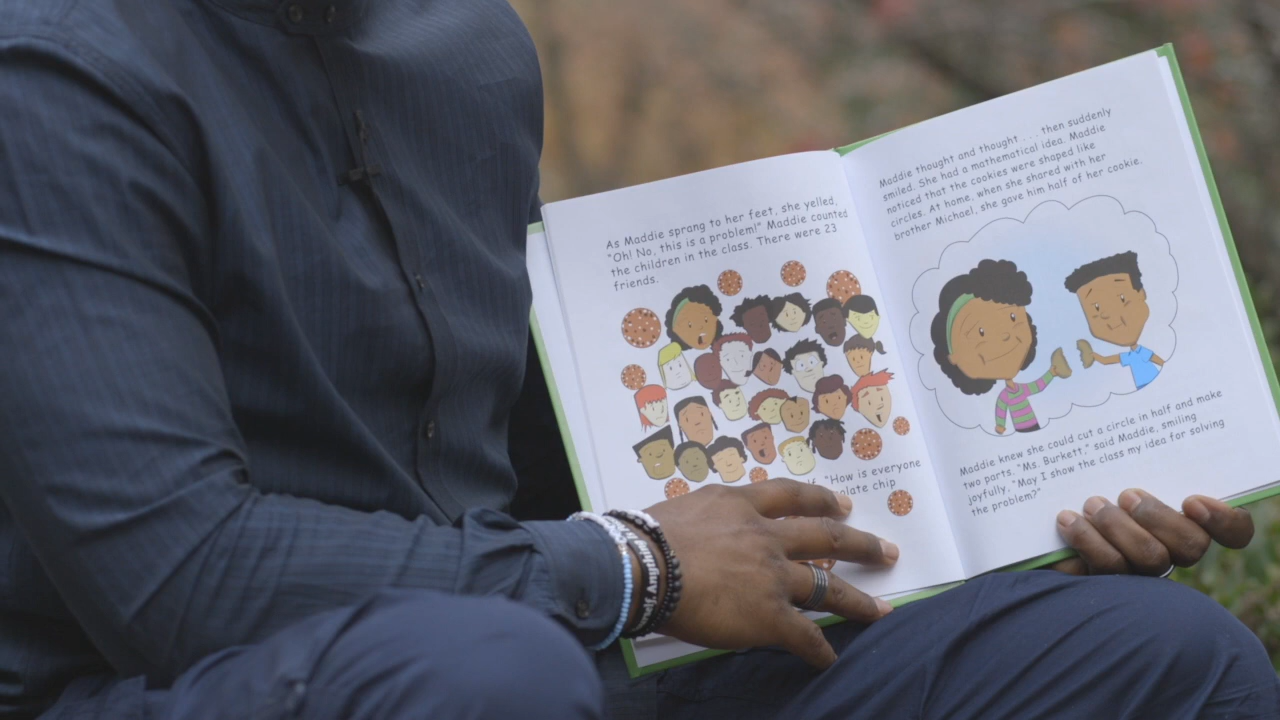 As Maddie sprang to her feet, she yelled,
"Oh! No, this is a problem!" Maddie counted
the children in the class. There were 23
friends.
"How is everyone
chip
Maddie thought and thought . . . then suddenly
smiled. She had a mathematical idea. Maddie
noticed that the cookies were shaped like
circles. At home, when she shared with her
brother Michael, she gave him half of her cookie.
Maddie knew she could cut a circle in half and make
two parts. "Ms. Burkett," said Maddie, smiling
joyfully, "May I show the class my idea for solving
the problem?"
Anything